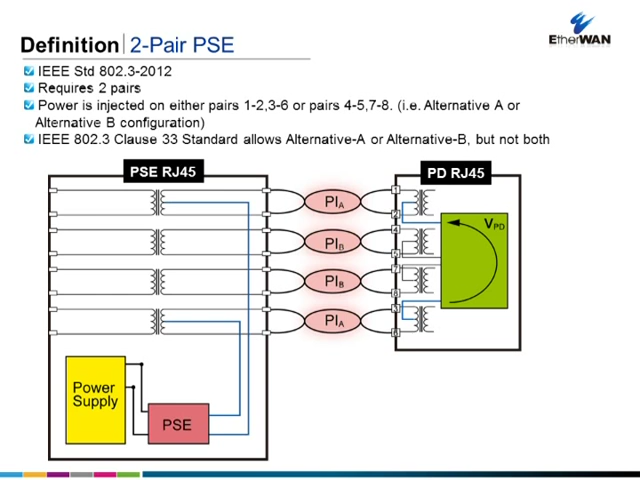 EtherWAN
Definition | 2-Pair PSE
IEEE Std 802.3-2012
Requires 2 pairs
Power is injected on either pairs 1-2,3-6 or pairs 4-5,7-8. (i.e. Alternative A or
Alternative B configuration)
IEEE 802.3 Clause 33 Standard allows Alternative-A or Alternative-B, but not both
PSE RJ45
PD RJ45
PIA
PIB
PIB
PIA
1
2
4
7
8
VPD
Power
Supply
PSE